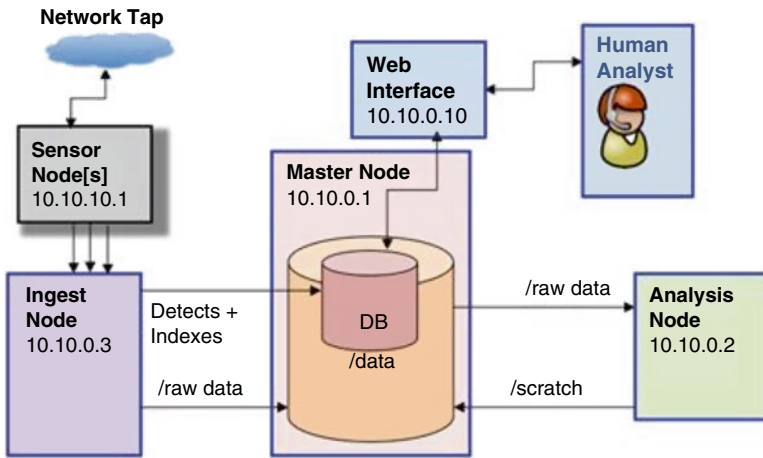 Network Tap
Sensor
Node[s]
10.10.10.1
Web
Interface
10.10.0.10
Human
Analyst
Master Node
10.10.0.1
Ingest
Node
10.10.0.3
Detects +
Indexes
/raw data
DB
/data
/raw data
/scratch
Analysis
Node
10.10.0.2